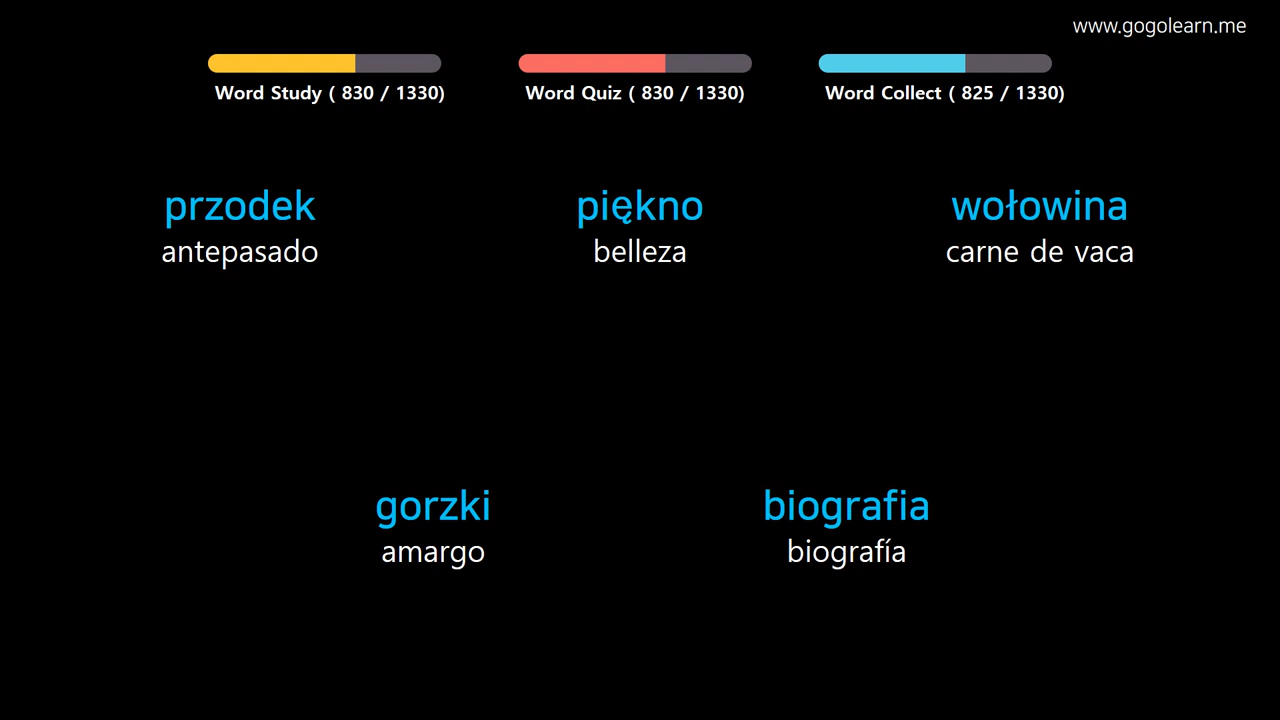 www.gogolearn.me
Word Study ( 830 / 1330)
Word Quiz ( 830 / 1330)
Word Collect ( 825 / 1330)
przodek
antepasado
piękno
belleza
wołowina
carne de vaca
gorzki
amargo
biografia
biografía